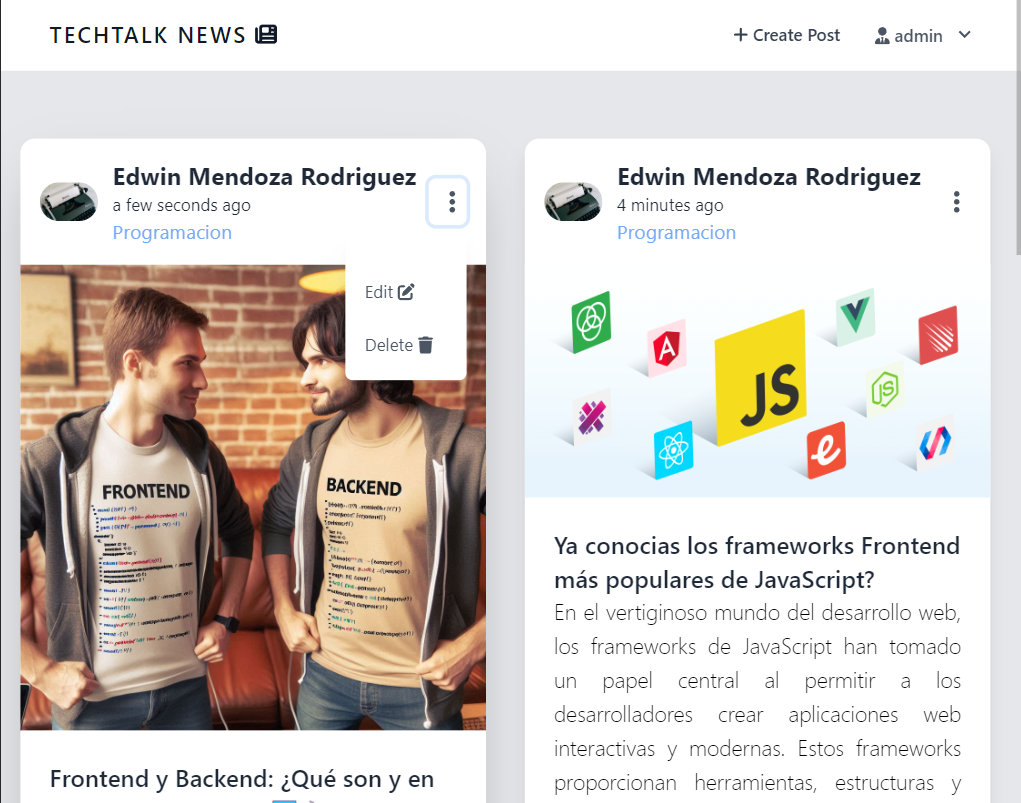 TECHTALK NEWS
Create Post
admin
Edwin Mendoza Rodriguez
a few seconds ago
Programacion
Edit
Delete
FRONTEND
BACKEND
Frontend y Backend: ¿Qué son y en
Edwin Mendoza Rodriguez
4 minutes ago
Programacion
JS
Ya conocias los frameworks Frontend
más populares de JavaScript?
En el vertiginoso mundo del desarrollo web,
los frameworks de JavaScript han tomado
un papel central al permitir a los
desarrolladores crear aplicaciones web
interactivas y modernas. Estos frameworks
proporcionan herramientas, estructuras y